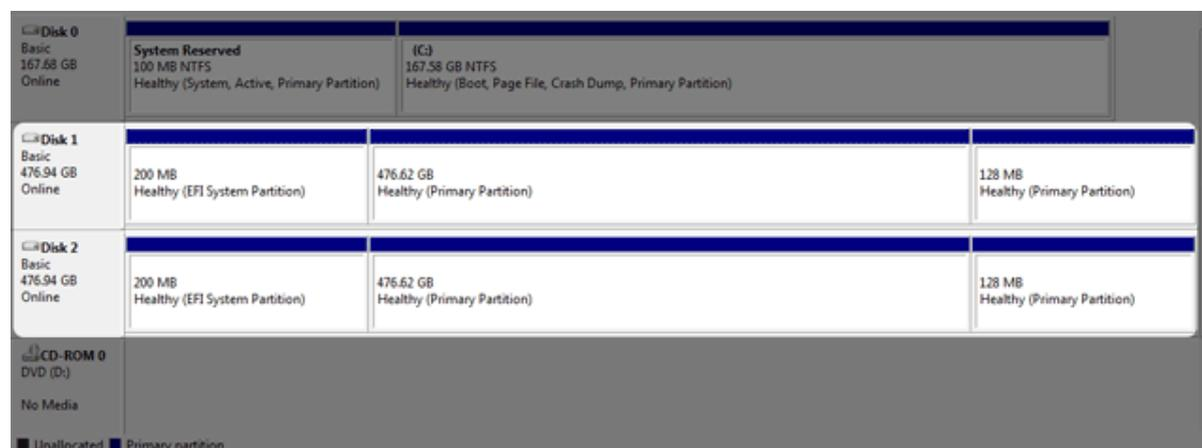 Disk 0
Basic
167.68 GB
Online
System Reserved
100 MB NTFS
Healthy (System, Active, Primary Partition)
(C:)
167.58 GB NTFS
Healthy (Boot, Page File, Crash Dump, Primary Partition)
Disk 1
Basic
476.94 GB
Online
200 MB
Healthy (EFI System Partition)
476.62 GB
Healthy (Primary Partition)
128 MB
Healthy (Primary Partition)
Disk 2
Basic
476.94 GB
Online
200 MB
Healthy (EFI System Partition)
476.62 GB
Healthy (Primary Partition)
128 MB
Healthy (Primary Partition)
CD-ROM 0
DVD (D:)
No Media
Unallocated Primary partition